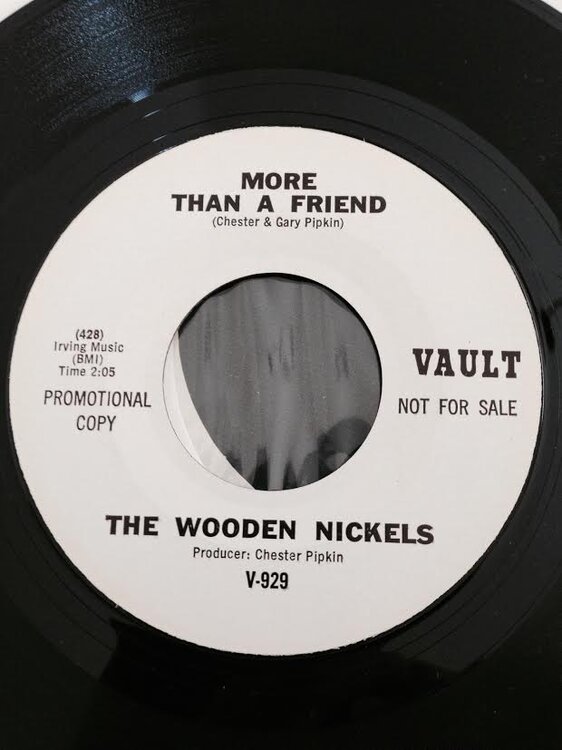 MORE
THAN A FRIEND
(Chester & Gary Pipkin)
(428)
Irving Music
(BMI)
Time 2:05
PROMOTIONAL
COPY
VAULT
NOT FOR SALE
THE WOODEN NICKELS
Producer: Chester Pipkin
V-929